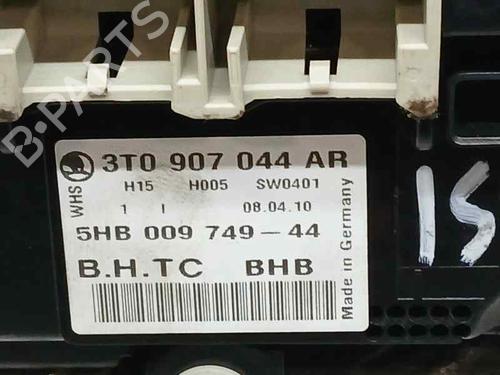 B-PARTS
3T0 907 044 AR
H15 H005 SW0401
WHS
1 I 08.04.10
5HB 009 749-44
B.H.TC BHB
Made in Germany
IS